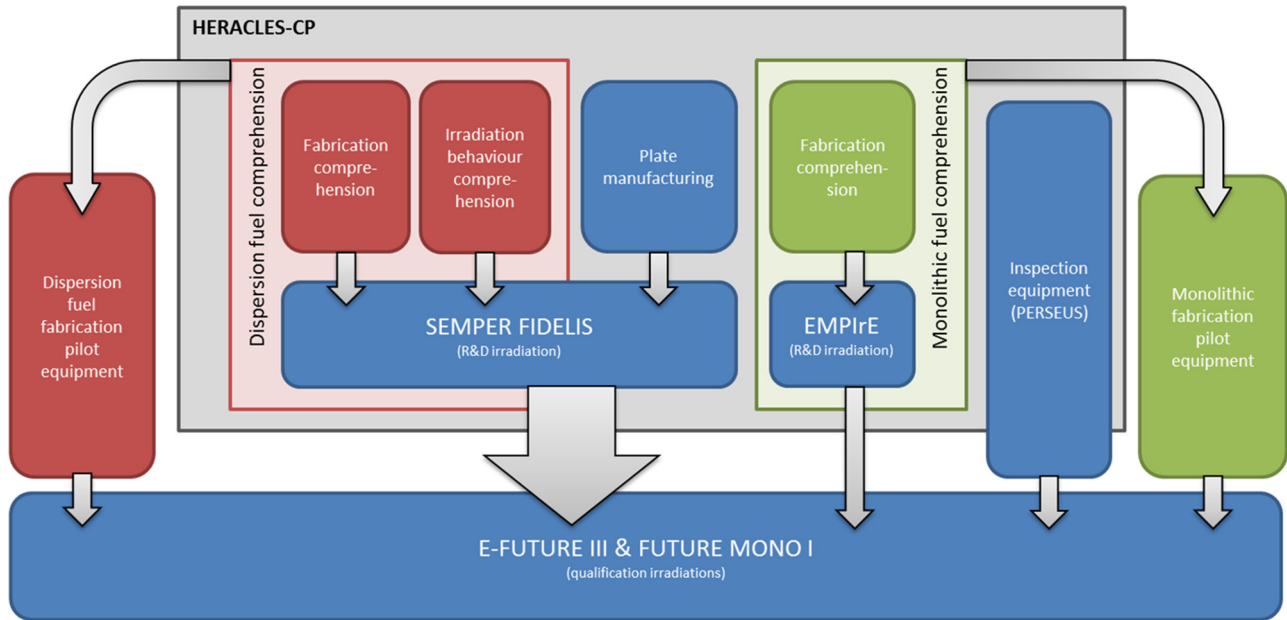 HERACLES-CP
Dispersion fuel comprehension
Fabrication
compre-
hension
Irradiation
behaviour
compre-
hension
Plate
manufacturing
Fabrication
comprehen-
sion
Monolithic fuel comprehension
Dispersion
fuel
fabrication
pilot
equipment
SEMPER FIDELIS
(R&D irradiation)
EMPIrE
(R&D irradiation)
Inspection
equipment
(PERSEUS)
Monolithic
fabrication
pilot
equipment
E-FUTURE III & FUTURE MONO I
(qualification irradiations)